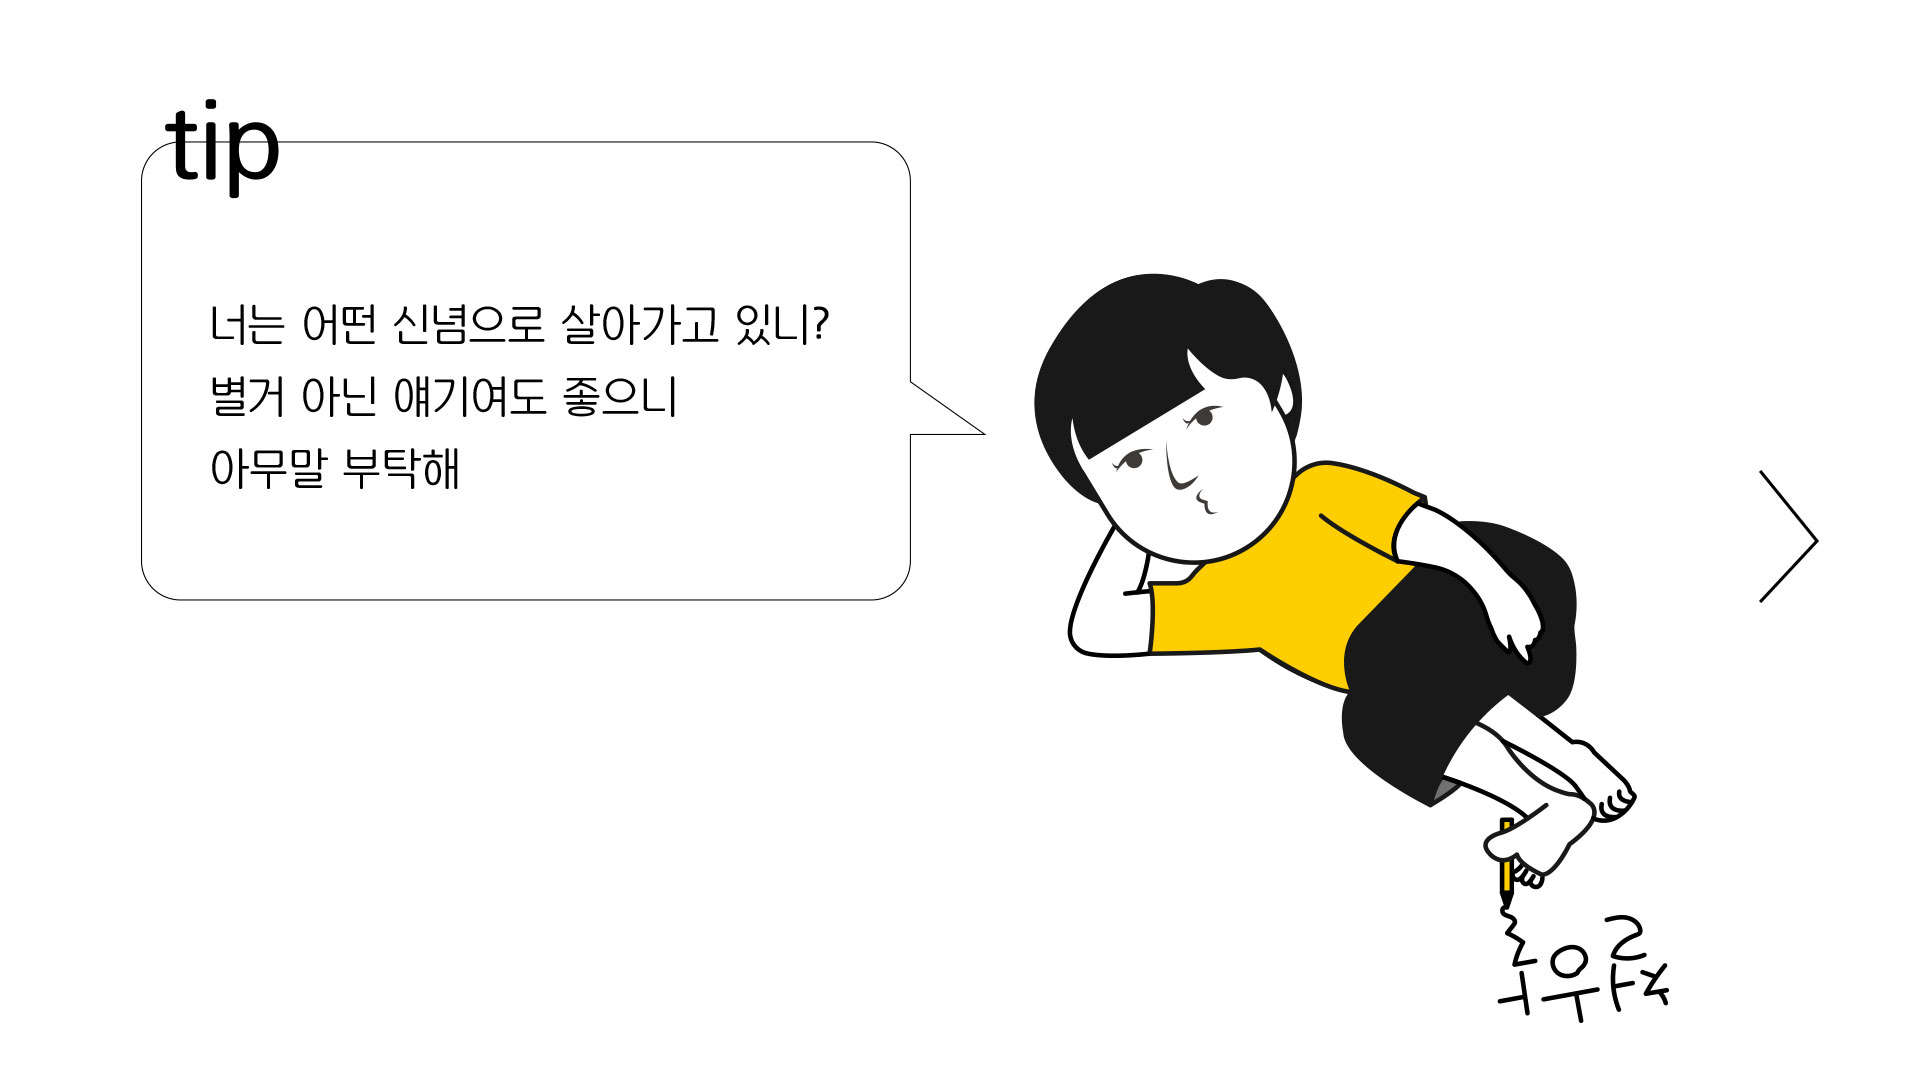 tip
너는 어떤 신념으로 살아가고 있니?
별거 아닌 얘기여도 좋으니
아무말 부탁해